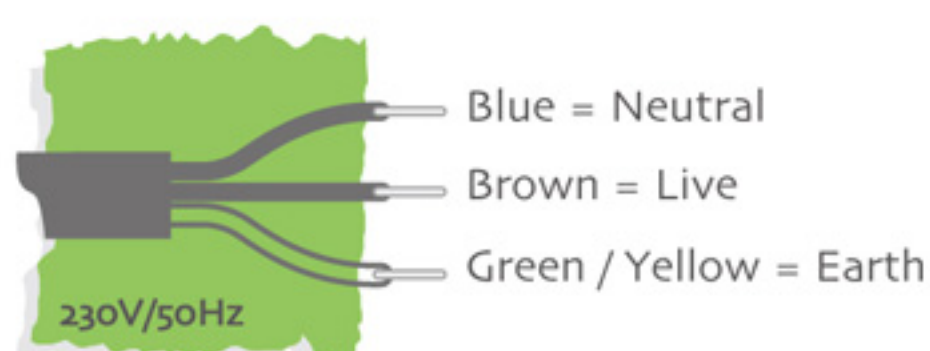 Blue = Neutral
Brown = Live
Green / Yellow = Earth
230V/50Hz